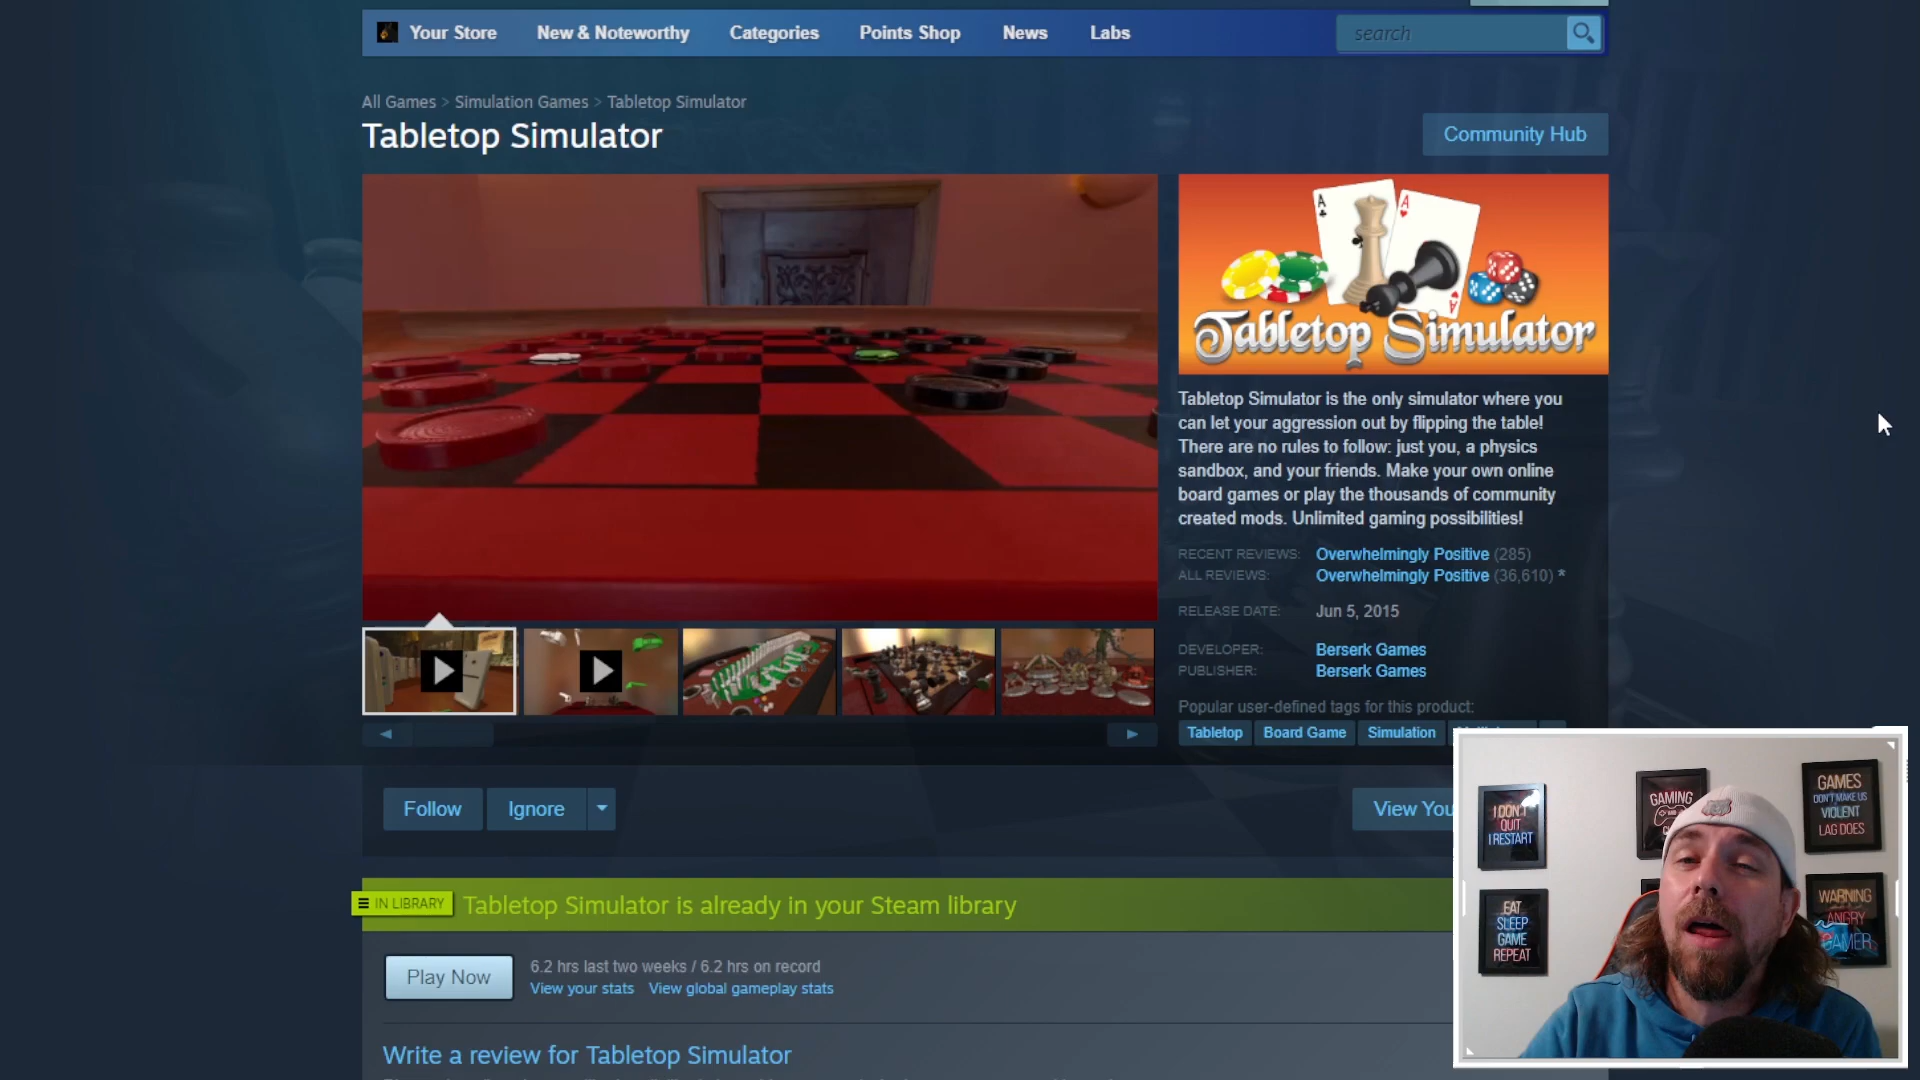 Your Store
New & Noteworthy
Categories
Points Shop
News
Labs
search
All Games > Simulation Games > Tabletop Simulator
Tabletop Simulator
Community Hub
A
A
A
Tabletop Simulator
Tabletop Simulator is the only simulator where you
can let your aggression out by flipping the table!
There are no rules to follow: just you, a physics
sandbox, and your friends. Make your own online
board games or play the thousands of community
created mods. Unlimited gaming possibilities!
RECENT REVIEWS: Overwhelmingly Positive (285)
ALL REVIEWS: Overwhelmingly Positive (36,610) *
RELEASE DATE: Jun 5, 2015
DEVELOPER: Berserk Games
PUBLISHER: Berserk Games
Popular user-defined tags for this product:
Tabletop
Board Game
Simulation
Follow
Ignore
View You
IN LIBRARY
Tabletop Simulator is already in your Steam library
Play Now
6.2 hrs last two weeks / 6.2 hrs on record
View your stats
View global gameplay stats
Write a review for Tabletop Simulator
I DON'T
QUIT
I RESTART
GAMING
GAMES
DON'T MAKE US
VIOLENT
LAG DOES
EAT
SLEEP
GAME
REPEAT
WARNING
ANGRY
GAMER